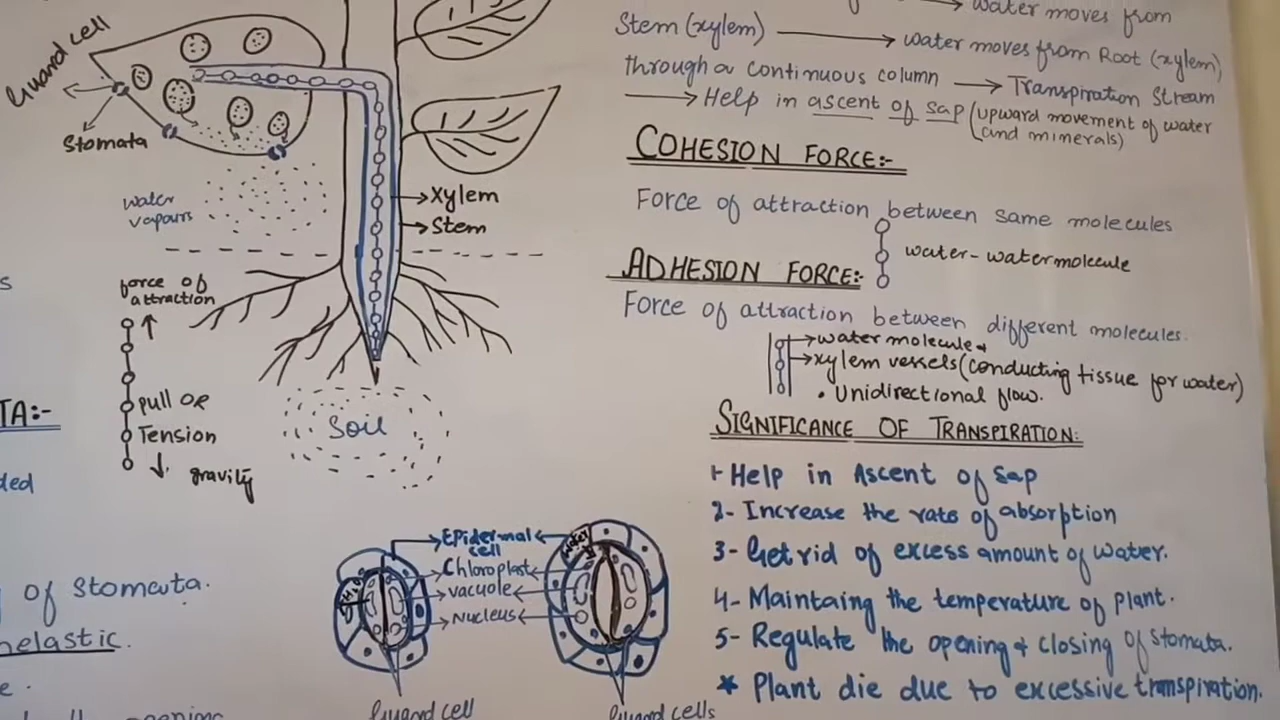 Guard cell
Stomata
water
vapours
Xylem
Stem
force of
attraction
Pull OR
Tension
gravity
Soil
TA:-
of stomata.
Epidermal
cell
Chloroplast
vacuole
Nucleus
water
Guard cell
Guard cells
water moves from
Stem (xylem) → water moves from Root (xylem)
through a continuous column → Transpiration Stream
→ Help in ascent of sap (upward movement of water
and minerals)
COHESION FORCE:-
Force of attraction between same molecules
water-water molecule
ADHESION FORCE:-
Force of attraction between different molecules.
water molecule &
xylem vessels (conducting tissue for water)
• Unidirectional flow.
SIGNIFICANCE OF TRANSPIRATION:
1- Help in Ascent of Sap
2- Increase the rate of absorption
3- Get rid of excess amount of water.
4- Maintaing the temperature of plant.
5- Regulate the opening & closing of stomata.
* Plant die due to excessive transpiration.